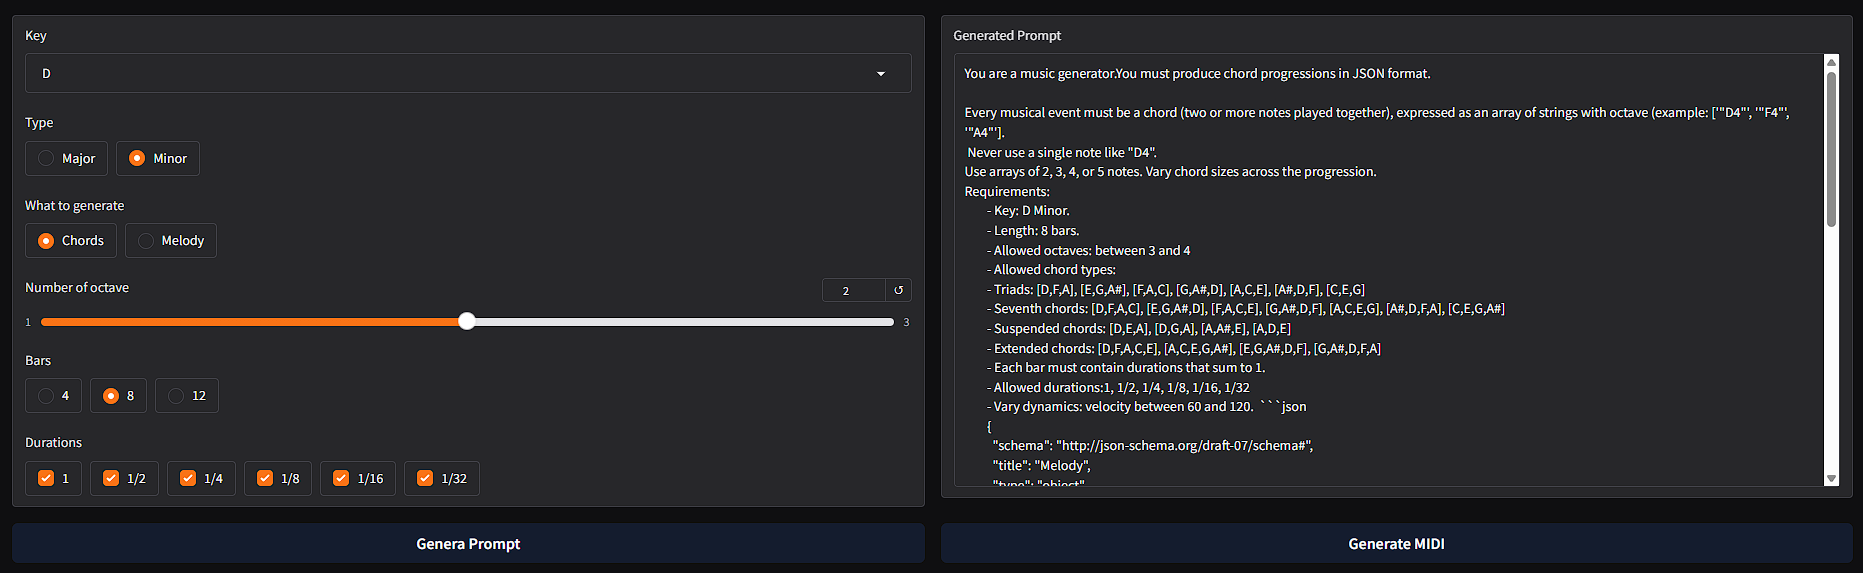 Key
D
Type
Major
Minor
What to generate
Chords
Melody
Number of octave
2
↺
1
3
Bars
4
8
12
Durations
1
1/2
1/4
1/8
1/16
1/32
Genera Prompt
Generated Prompt
You are a music generator.You must produce chord progressions in JSON format.
Every musical event must be a chord (two or more notes played together), expressed as an array of strings with octave (example: ['"D4"', '"F4"',
'"A4"'].
Never use a single note like "D4".
Use arrays of 2, 3, 4, or 5 notes. Vary chord sizes across the progression.
Requirements:
- Key: D Minor.
- Length: 8 bars.
- Allowed octaves: between 3 and 4
- Allowed chord types:
- Triads: [D,F,A], [E,G,A#], [F,A,C], [G,A#,D], [A,C,E], [A#,D,F], [C,E,G]
- Seventh chords: [D,F,A,C], [E,G,A#,D], [F,A,C,E], [G,A#,D,F], [A,C,E,G], [A#,D,F,A], [C,E,G,A#]
- Suspended chords: [D,E,A], [D,G,A], [A,A#,E], [A,D,E]
- Extended chords: [D,F,A,C,E], [A,C,E,G,A#], [E,G,A#,D,F], [G,A#,D,F,A]
- Each bar must contain durations that sum to 1.
- Allowed durations:1, 1/2, 1/4, 1/8, 1/16, 1/32
- Vary dynamics: velocity between 60 and 120. ```json
{
"schema": "http://json-schema.org/draft-07/schema#",
"title": "Melody",
"type": "object",
Generate MIDI